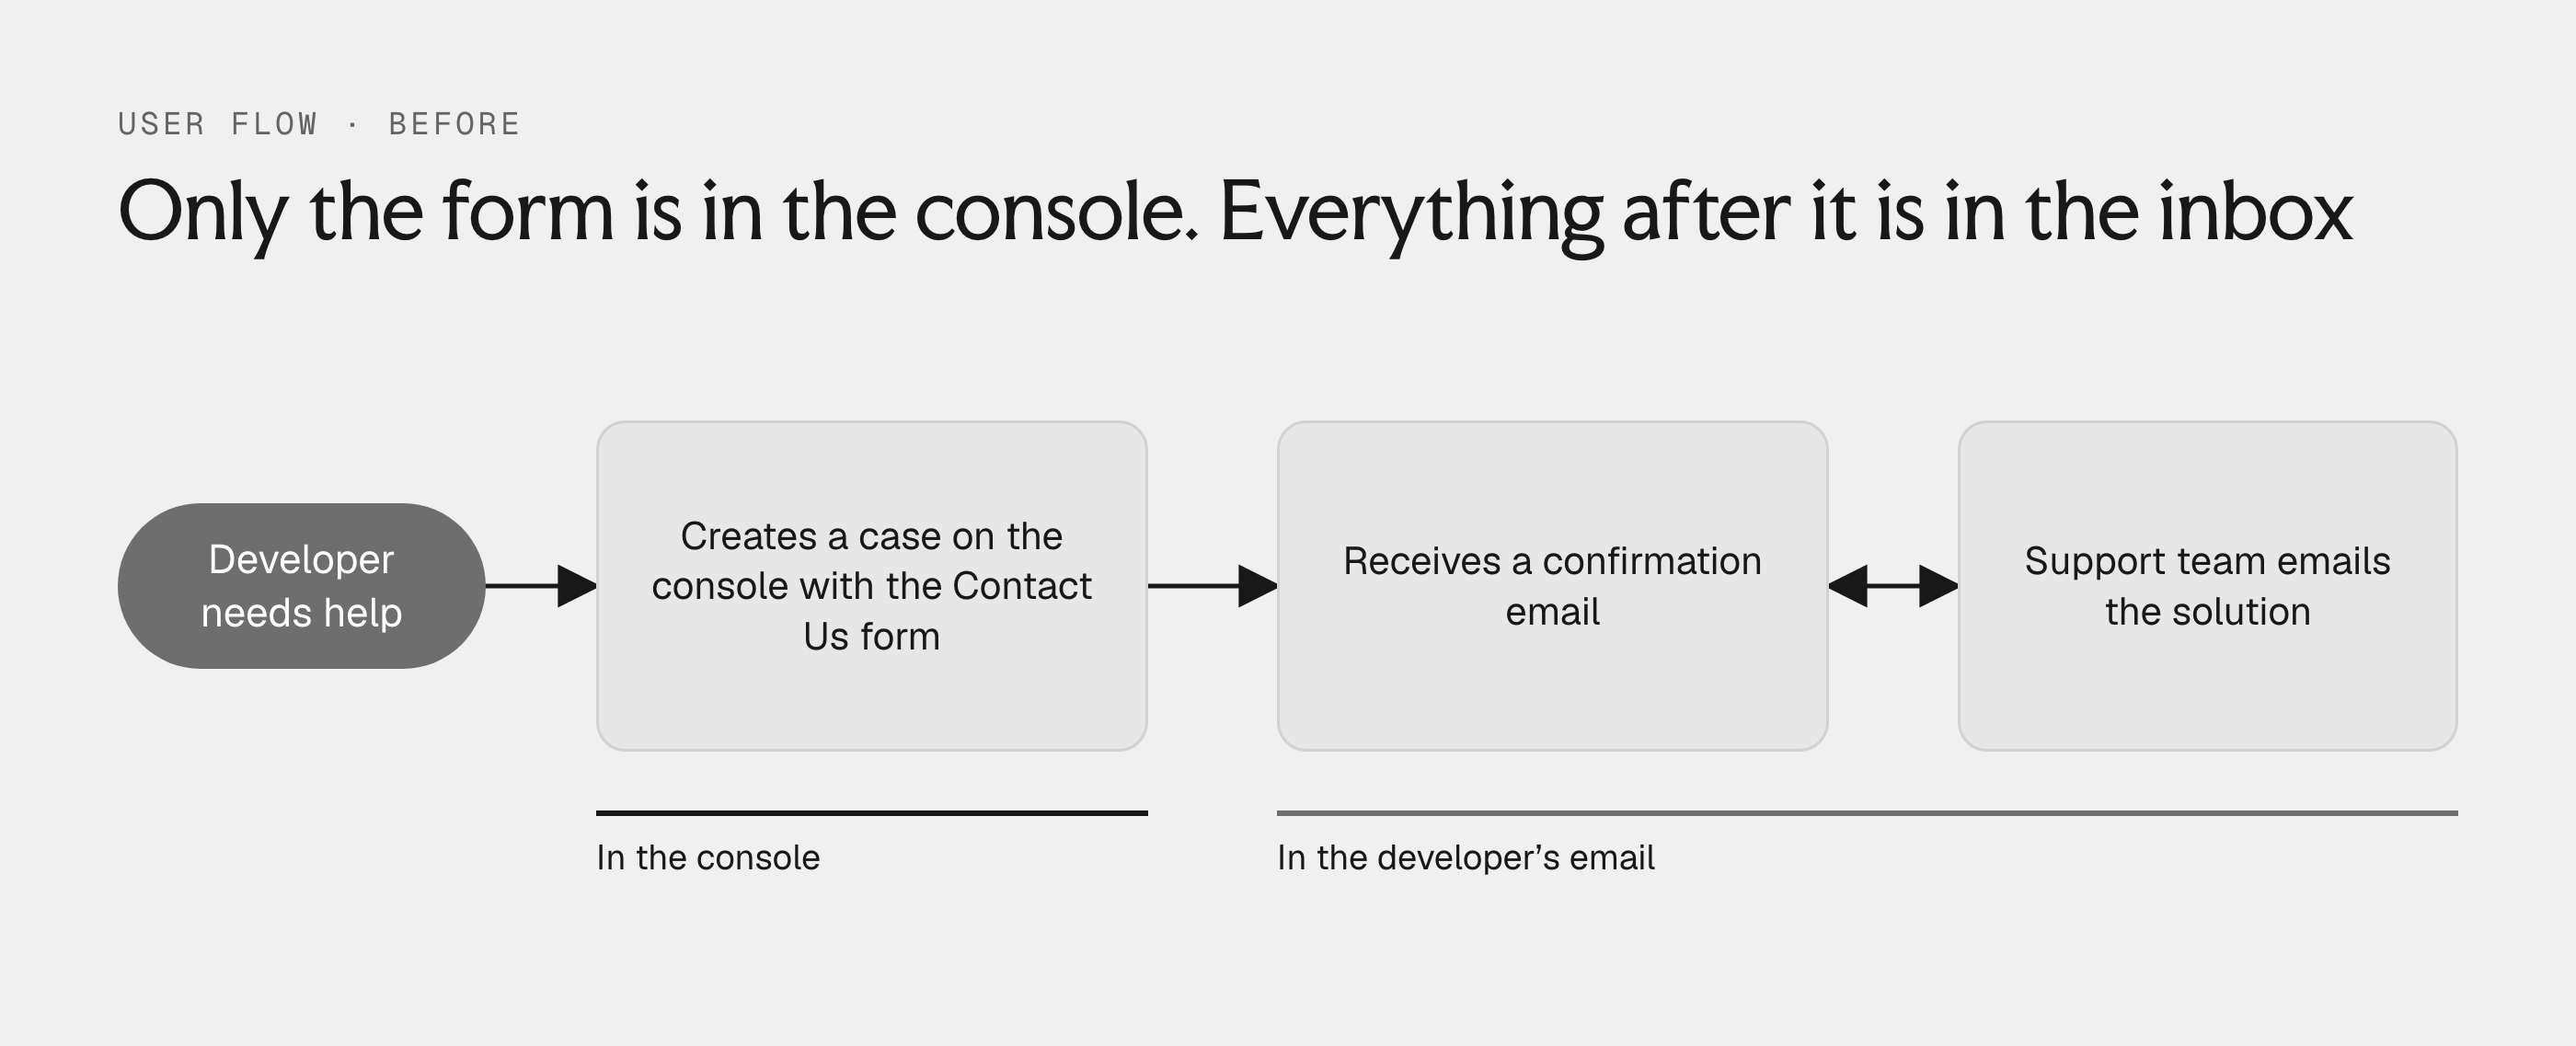 USER FLOW · BEFORE
Only the form is in the console. Everything after it is in the inbox
Developer
needs help
Creates a case on the
console with the Contact
Us form
Receives a confirmation
email
Support team emails
the solution
In the console
In the developer’s email